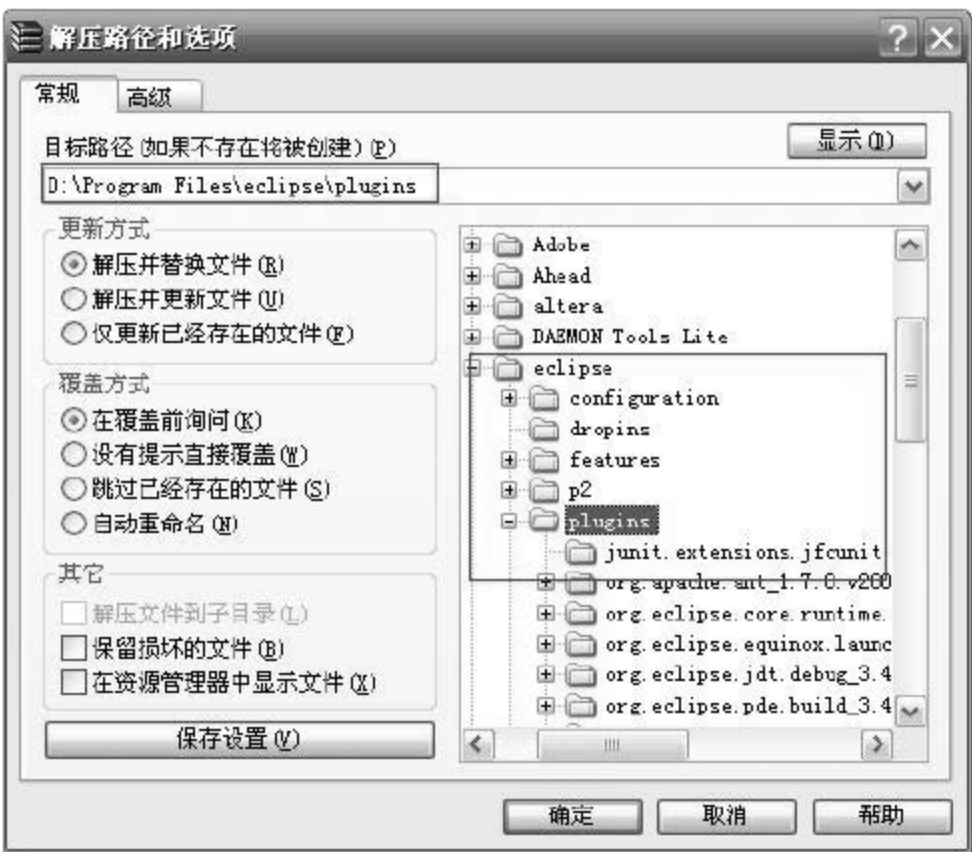 解压路径和选项
常规
高级
目标路径(如果不存在将被创建)(P)
显示(D)
D:\Program Files\eclipse\plugins
更新方式
解压并替换文件(R)
解压并更新文件(U)
仅更新已经存在的文件(F)
覆盖方式
在覆盖前询问(K)
没有提示直接覆盖(W)
跳过已经存在的文件(S)
自动重命名(N)
其它
解压文件到子目录(L)
保留损坏的文件(B)
在资源管理器中显示文件(X)
保存设置(V)
Adobe
Ahead
altera
DAEMON Tools Lite
eclipse
configuration
dropins
features
p2
plugins
junit.extensions.jfcunit
org.apache.ant_1.7.0.v200
org.eclipse.core.runtime.
org.eclipse.equinox.launc
org.eclipse.jdt.debug_3.4
org.eclipse.pde.build_3.4
确定
取消
帮助